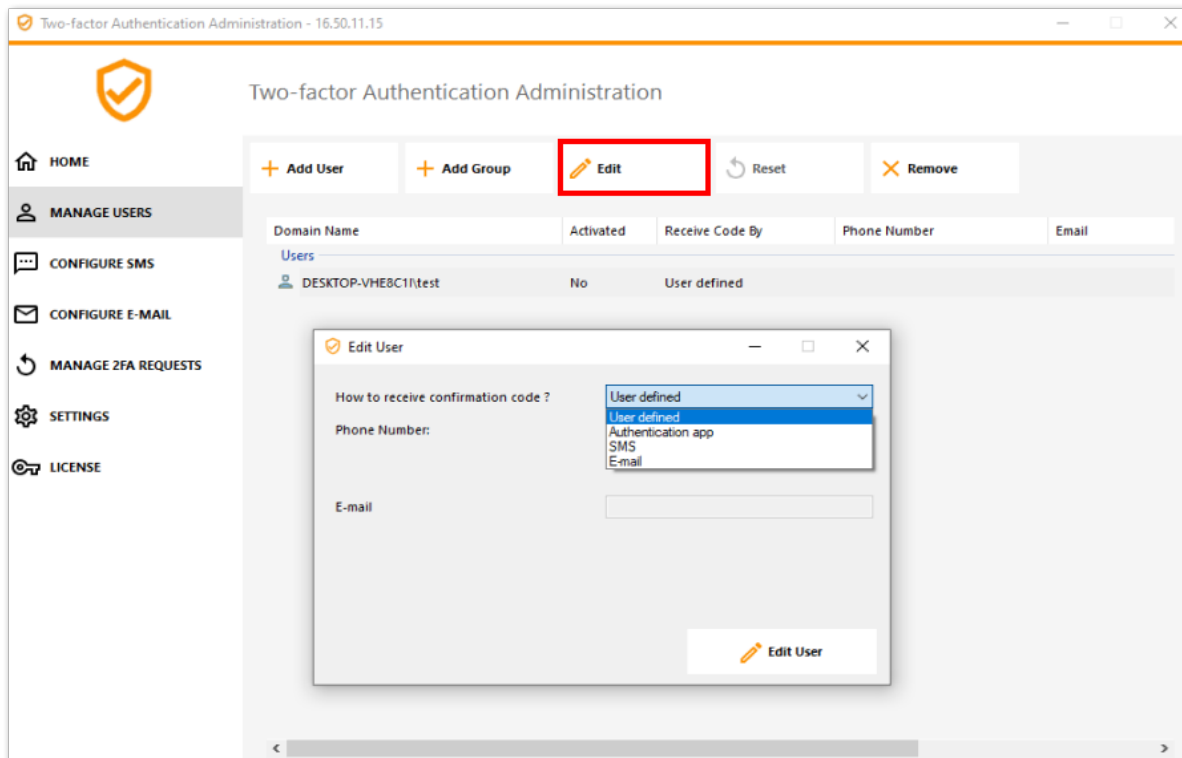 Two-factor Authentication Administration - 16.50.11.15
Two-factor Authentication Administration
HOME
MANAGE USERS
CONFIGURE SMS
CONFIGURE E-MAIL
MANAGE 2FA REQUESTS
SETTINGS
LICENSE
Add User Add Group Edit Reset Remove
Domain Name Activated Receive Code By Phone Number Email
Users
DESKTOP-VHE8C1I\test No User defined
Edit User
How to receive confirmation code ? User defined
User defined
Authentication app
SMS
E-mail
Phone Number:
E-mail
Edit User